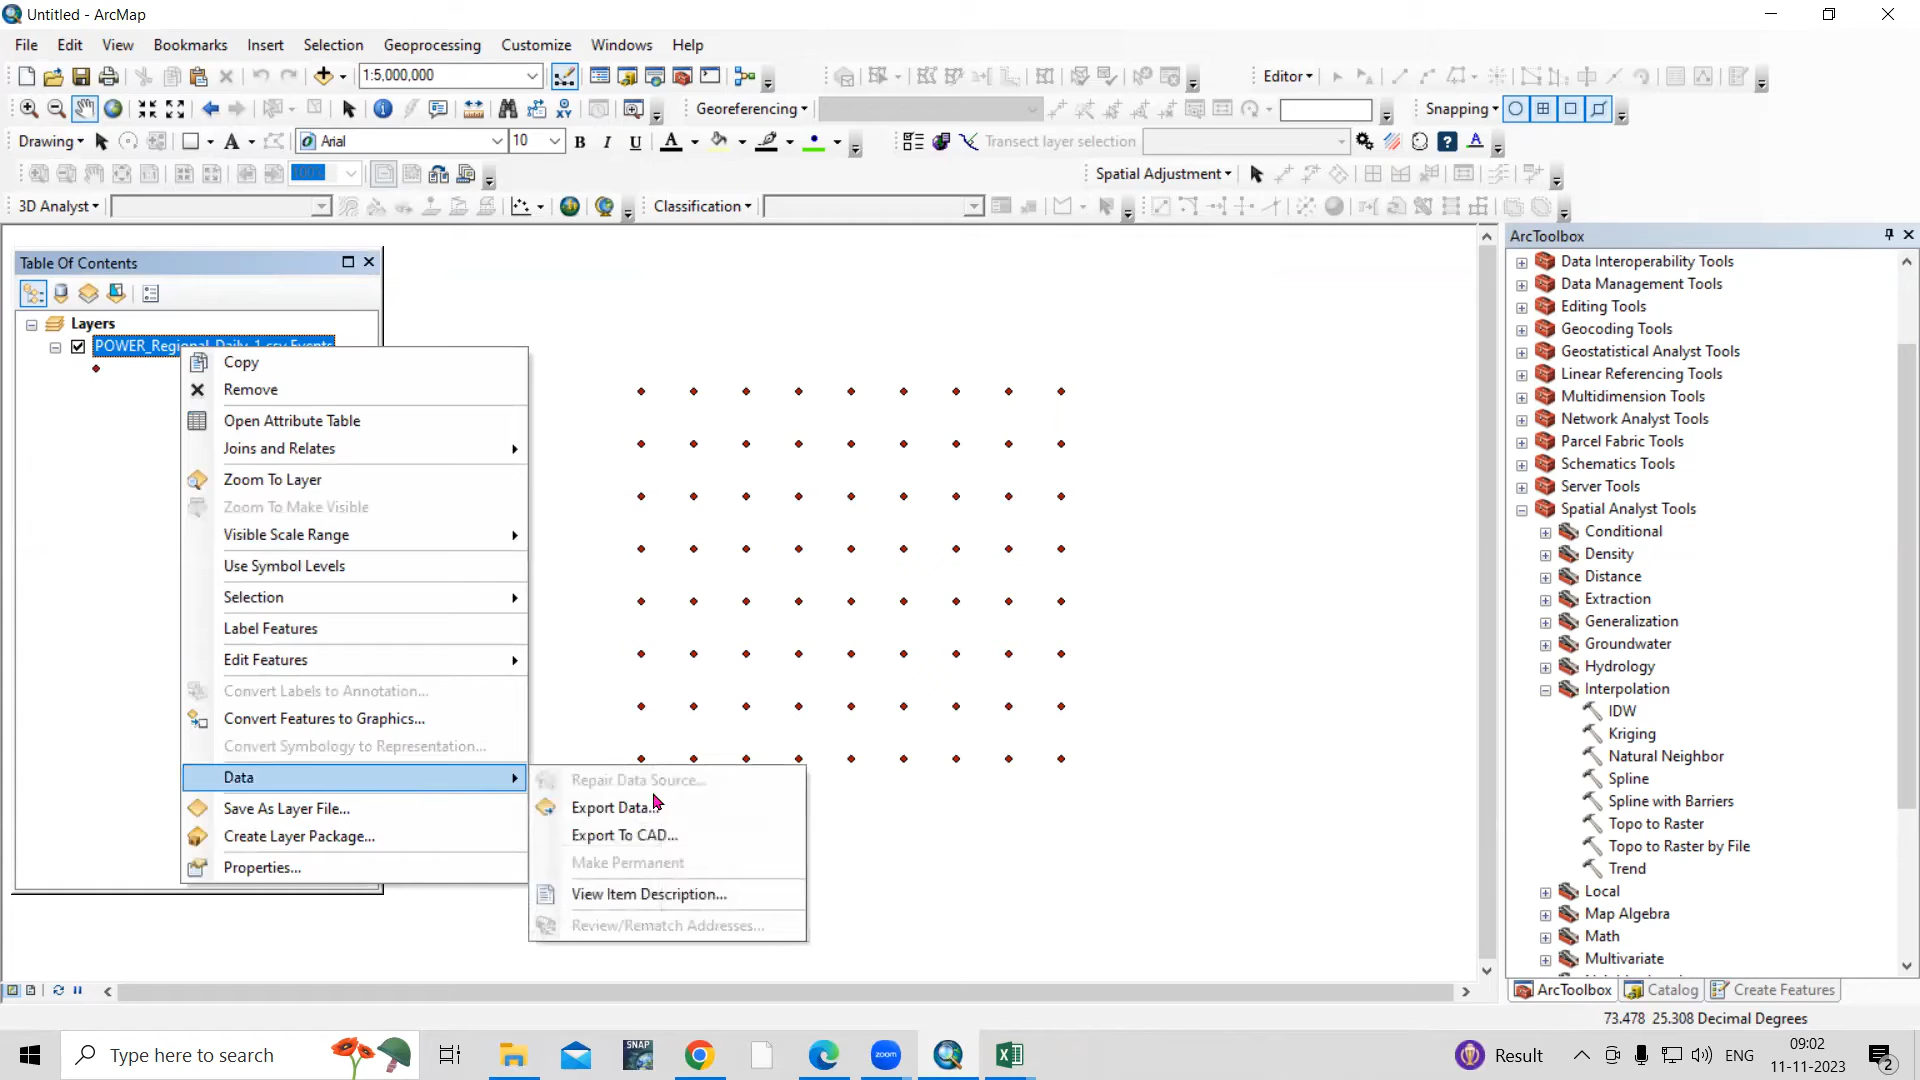 Untitled - ArcMap
File Edit View Bookmarks Insert Selection Geoprocessing Customize Windows Help
1:5,000,000
Editor
Georeferencing
Snapping
Drawing
A
Arial
10
B I U A
Transect layer selection
100%
Spatial Adjustment
3D Analyst
Classification
Table Of Contents
Layers
POWER_Regional_Daily_1.csv Events
Copy
Remove
Open Attribute Table
Joins and Relates
Zoom To Layer
Zoom To Make Visible
Visible Scale Range
Use Symbol Levels
Selection
Label Features
Edit Features
Convert Labels to Annotation...
Convert Features to Graphics...
Convert Symbology to Representation...
Data
Save As Layer File...
Create Layer Package...
Properties...
Repair Data Source...
Export Data...
Export To CAD...
Make Permanent
View Item Description...
Review/Rematch Addresses...
ArcToolbox
Data Interoperability Tools
Data Management Tools
Editing Tools
Geocoding Tools
Geostatistical Analyst Tools
Linear Referencing Tools
Multidimension Tools
Network Analyst Tools
Parcel Fabric Tools
Schematics Tools
Server Tools
Spatial Analyst Tools
Conditional
Density
Distance
Extraction
Generalization
Groundwater
Hydrology
Interpolation
IDW
Kriging
Natural Neighbor
Spline
Spline with Barriers
Topo to Raster
Topo to Raster by File
Trend
Local
Map Algebra
Math
Multivariate
ArcToolbox Catalog Create Features
73.478 25.308 Decimal Degrees
Type here to search
SNAP
zoom
Result
ENG
09:02
11-11-2023
2